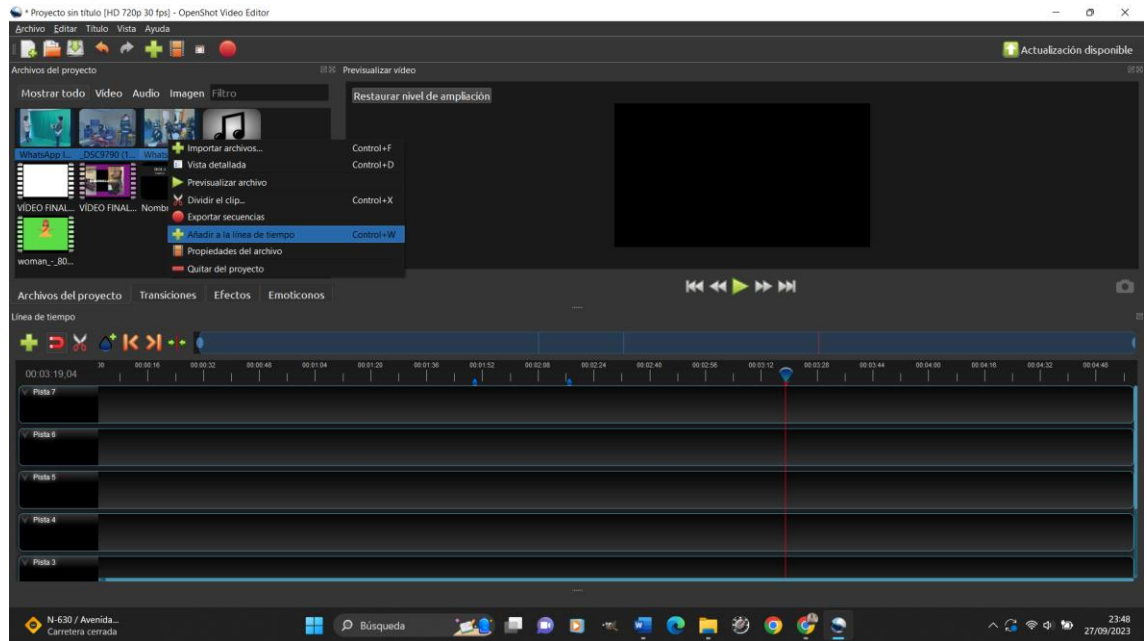 * Proyecto sin título [HD 720p 30 fps] - OpenShot Video Editor
Archivo Editar Título Vista Ayuda
Actualización disponible
Archivos del proyecto
Previsualizar vídeo
Mostrar todo Vídeo Audio Imagen Filtro
Restaurar nivel de ampliación
WhatsApp I... _DSC9790 (1... Whats
VÍDEO FINAL... VÍDEO FINAL... Nombr
woman_-_80...
Importar archivos... Control+F
Vista detallada Control+D
Previsualizar archivo
Dividir el clip... Control+X
Exportar secuencias
Añadir a la línea de tiempo Control+W
Propiedades del archivo
Quitar del proyecto
Archivos del proyecto Transiciones Efectos Emoticonos
Línea de tiempo
00:03:19,04
00:00:16 00:00:32 00:00:48 00:01:04 00:01:20 00:01:36 00:01:52 00:02:08 00:02:24 00:02:40 00:02:56 00:03:12 00:03:28 00:03:44 00:04:00 00:04:16 00:04:32 00:04:48
Pista 7
Pista 6
Pista 5
Pista 4
Pista 3
N-630 / Avenida...
Carretera cerrada
Búsqueda
23:48
27/09/2023